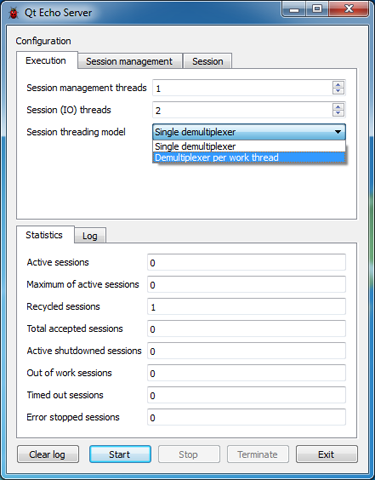 Qt Echo Server
Configuration
Execution Session management Session
Session management threads 1
Session (IO) threads 2
Session threading model Single demultiplexer
Single demultiplexer
Demultiplexer per work thread
Statistics Log
Active sessions 0
Maximum of active sessions 0
Recycled sessions 1
Total accepted sessions 0
Active shutdowned sessions 0
Out of work sessions 0
Timed out sessions 0
Error stopped sessions 0
Clear log Start Stop Terminate Exit